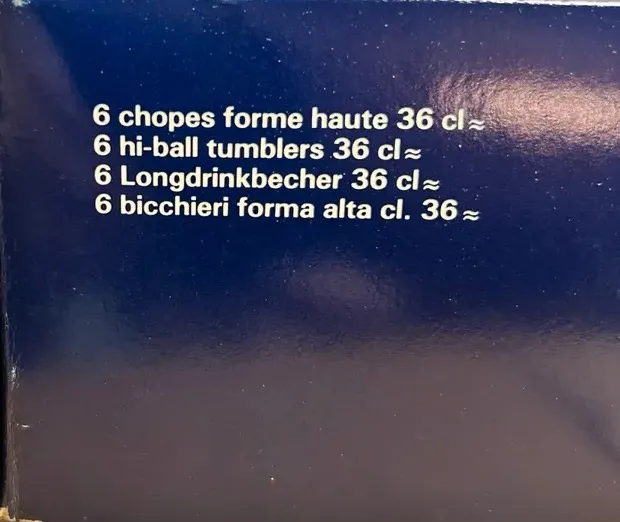 6 chopes forme haute 36 cl≈
6 hi-ball tumblers 36 cl≈
6 Longdrinkbecher 36 cl≈
6 bicchieri forma alta cl. 36≈